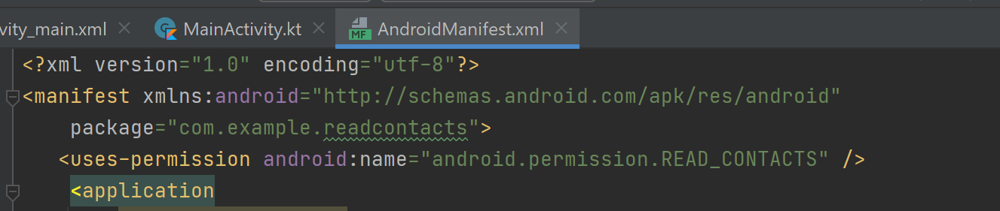 vity_main.xml MainActivity.kt MF AndroidManifest.xml
<?xml version="1.0" encoding="utf-8"?>
<manifest xmlns:android="http://schemas.android.com/apk/res/android"
package="com.example.readcontacts">
<uses-permission android:name="android.permission.READ_CONTACTS" />
<application